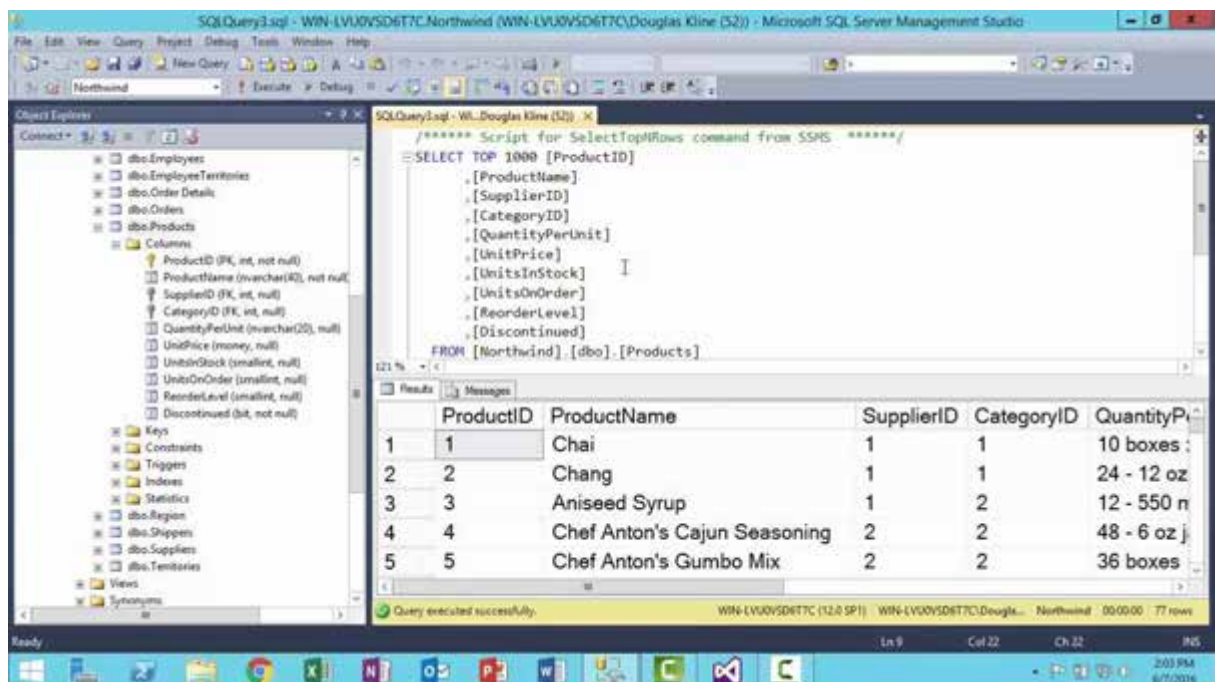 SQLQuery3.sql - WIN-LVU0VSD6T7C.Northwind (WIN-LVU0VSD6T7C\Douglas Kline (52)) - Microsoft SQL Server Management Studio
File Edit View Query Project Debug Tools Window Help
New Query
Northwind Execute Debug
Object Explorer
Connect
dbo.Employees
dbo.EmployeeTerritories
dbo.Order Details
dbo.Orders
dbo.Products
Columns
ProductID (PK, int, not null)
ProductName (nvarchar(40), not null,
SupplierID (FK, int, null)
CategoryID (FK, int, null)
QuantityPerUnit (nvarchar(20), null)
UnitPrice (money, null)
UnitsInStock (smallint, null)
UnitsOnOrder (smallint, null)
ReorderLevel (smallint, null)
Discontinued (bit, not null)
Keys
Constraints
Triggers
Indexes
Statistics
dbo.Region
dbo.Shippers
dbo.Suppliers
dbo.Territories
Views
Synonyms
SQLQuery3.sql - WI...Douglas Kline (52))
/****** Script for SelectTopNRows command from SSMS ******/
SELECT TOP 1000 [ProductID]
,[ProductName]
,[SupplierID]
,[CategoryID]
,[QuantityPerUnit]
,[UnitPrice]
,[UnitsInStock]
,[UnitsOnOrder]
,[ReorderLevel]
,[Discontinued]
FROM [Northwind].[dbo].[Products]
121 %
Results Messages
ProductID ProductName SupplierID CategoryID QuantityPe
1 1 Chai 1 1 10 boxes :
2 2 Chang 1 1 24 - 12 oz
3 3 Aniseed Syrup 1 2 12 - 550 m
4 4 Chef Anton's Cajun Seasoning 2 2 48 - 6 oz j
5 5 Chef Anton's Gumbo Mix 2 2 36 boxes
Query executed successfully. WIN-LVU0VSD6T7C (12.0 SP1) WIN-LVU0VSD6T7C\Dougla... Northwind 00:00:00 77 rows
Ready Ln 9 Col 22 Ch 22 INS
2:03 PM
6/7/2016